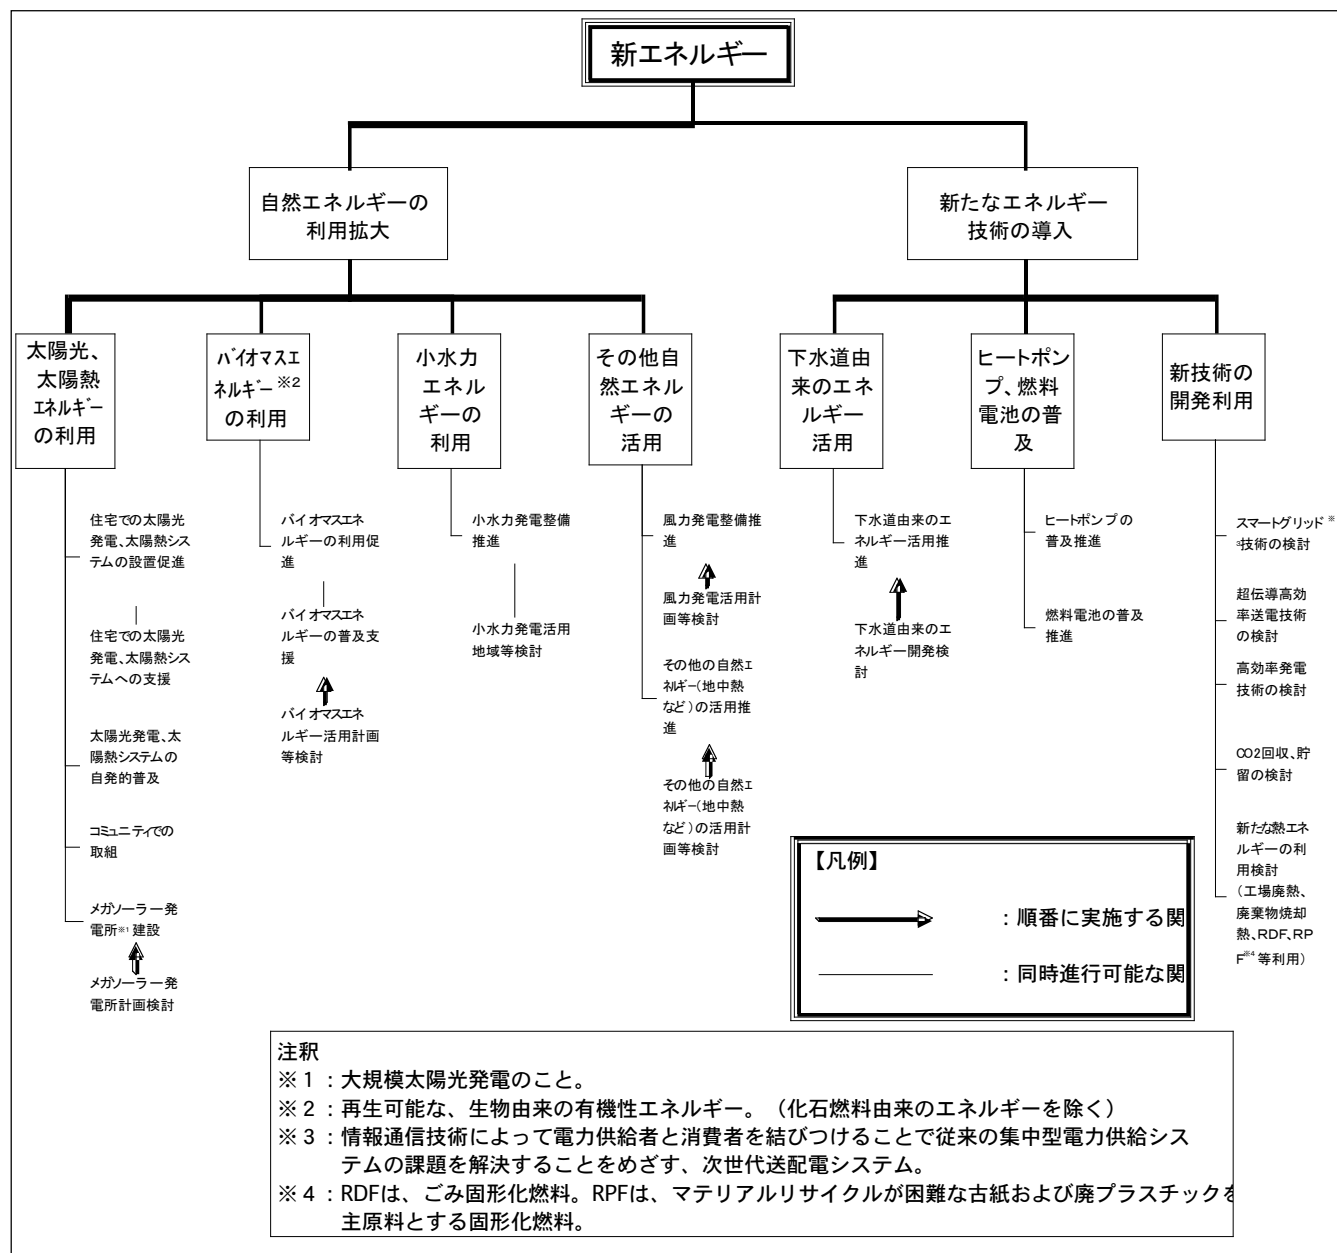 新エネルギー
自然エネルギーの
利用拡大
新たなエネルギー
技術の導入
太陽光、
太陽熱
エネルギー
の利用
バイオマスエ
ネルギー※2
の利用
小水力
エネル
ギーの
利用
その他自
然エネル
ギーの
活用
下水道由
来のエネ
ルギー
活用
ヒートポン
プ、燃料
電池の普
及
新技術の
開発利用
住宅での太陽光
発電、太陽熱シス
テムの設置促進
住宅での太陽光
発電、太陽熱シス
テムへの支援
太陽光発電、太
陽熱システムの
自発的普及
コミュニティでの
取組
メガソーラー発
電所※1建設
メガソーラー発
電所計画検討
バイオマスエネ
ルギーの利用促
進
バイオマスエネ
ルギーの普及支
援
バイオマスエネ
ルギー活用計画
等検討
小水力発電整備
推進
小水力発電活用
地域等検討
風力発電整備推
進
風力発電活用計
画等検討
その他の自然エ
ネルギー(地中熱
など)の活用推
進
その他の自然エ
ネルギー(地中熱
など)の活用計
画等検討
下水道由来のエ
ネルギー活用推
進
下水道由来のエ
ネルギー開発検
討
ヒートポンプの
普及推進
燃料電池の普及
推進
スマートグリッド※
3技術の検討
超伝導高効
率送電技術
の検討
高効率発電
技術の検討
CO2回収、貯
留の検討
新たな熱エネ
ルギーの利
用検討
(工場廃熱、
廃棄物焼却
熱、RDF、RP
F※4等利用)
【凡例】
:順番に実施する関
:同時進行可能な関
注釈
※1:大規模太陽光発電のこと。
※2:再生可能な、生物由来の有機性エネルギー。(化石燃料由来のエネルギーを除く)
※3:情報通信技術によって電力供給者と消費者を結びつけることで従来の集中型電力供給シス
テムの課題を解決することをめざす、次世代送配電システム。
※4:RDFは、ごみ固形化燃料。RPFは、マテリアルリサイクルが困難な古紙および廃プラスチックを
主原料とする固形化燃料。